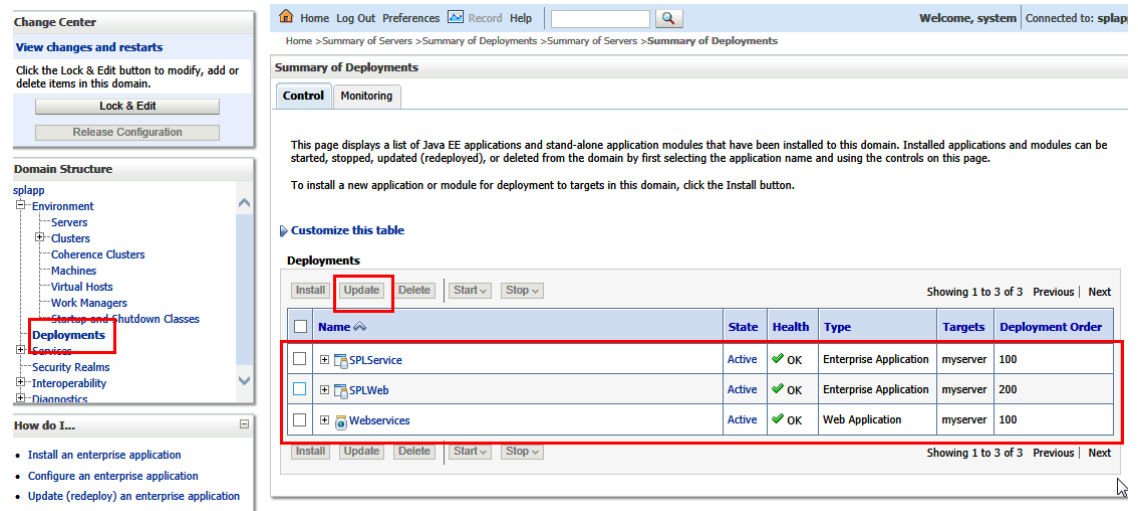 Change Center
View changes and restarts
Click the Lock & Edit button to modify, add or
delete items in this domain.
Lock & Edit
Release Configuration
Domain Structure
splapp
Environment
Servers
Clusters
Coherence Clusters
Machines
Virtual Hosts
Work Managers
Startup and Shutdown Classes
Deployments
Services
Security Realms
Interoperability
Diagnostics
How do I...
Install an enterprise application
Configure an enterprise application
Update (redeploy) an enterprise application
Home Log Out Preferences Record Help
Welcome, system Connected to: splapp
Home >Summary of Servers >Summary of Deployments >Summary of Servers >Summary of Deployments
Summary of Deployments
Control Monitoring
This page displays a list of Java EE applications and stand-alone application modules that have been installed to this domain. Installed applications and modules can be
started, stopped, updated (redeployed), or deleted from the domain by first selecting the application name and using the controls on this page.
To install a new application or module for deployment to targets in this domain, click the Install button.
Customize this table
Deployments
Install Update Delete Start Stop Showing 1 to 3 of 3 Previous | Next
Name State Health Type Targets Deployment Order
SPLService Active OK Enterprise Application myserver 100
SPLWeb Active OK Enterprise Application myserver 200
Webservices Active OK Web Application myserver 100
Install Update Delete Start Stop Showing 1 to 3 of 3 Previous | Next